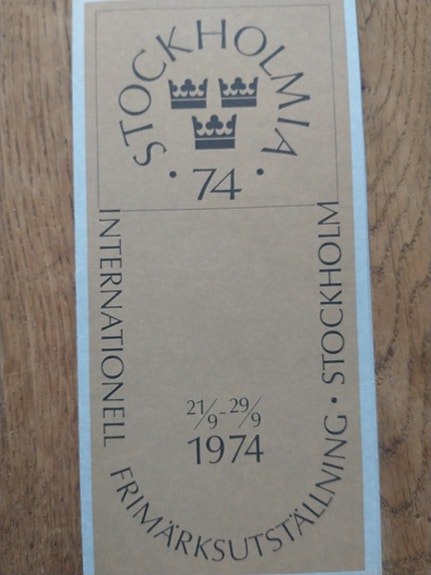 STOCKHOLMIA
· 74 ·
INTERNATIONELL FRIMÄRKSUTSTÄLLNING · STOCKHOLM
21/9 - 29/9
1974